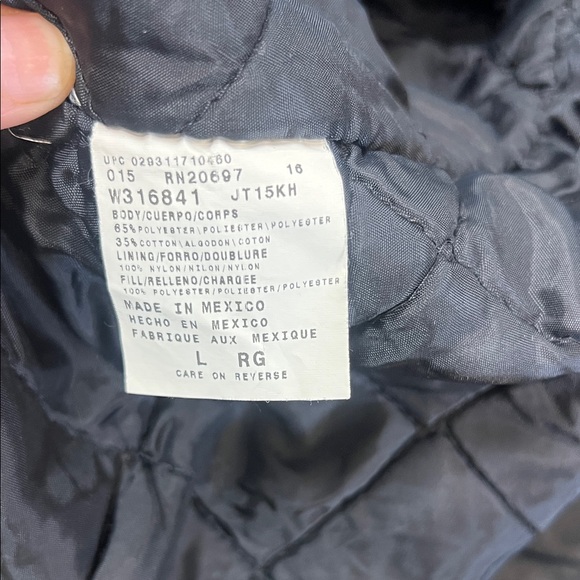 UPC 029311710460
015 RN20697 16
W316841 JT15KH
BODY/CUERPO/CORPS
65% POLYESTER/POLIESTER/POLYESTER
35% COTTON/ALGODON/COTON
LINING/FORRO/DOUBLURE
100% NYLON/NILON/NYLON
FILL/RELLENO/CHARGEE
100% POLYESTER/POLIESTER/POLYESTER
MADE IN MEXICO
HECHO EN MEXICO
FABRIQUE AUX MEXIQUE
L RG
CARE ON REVERSE